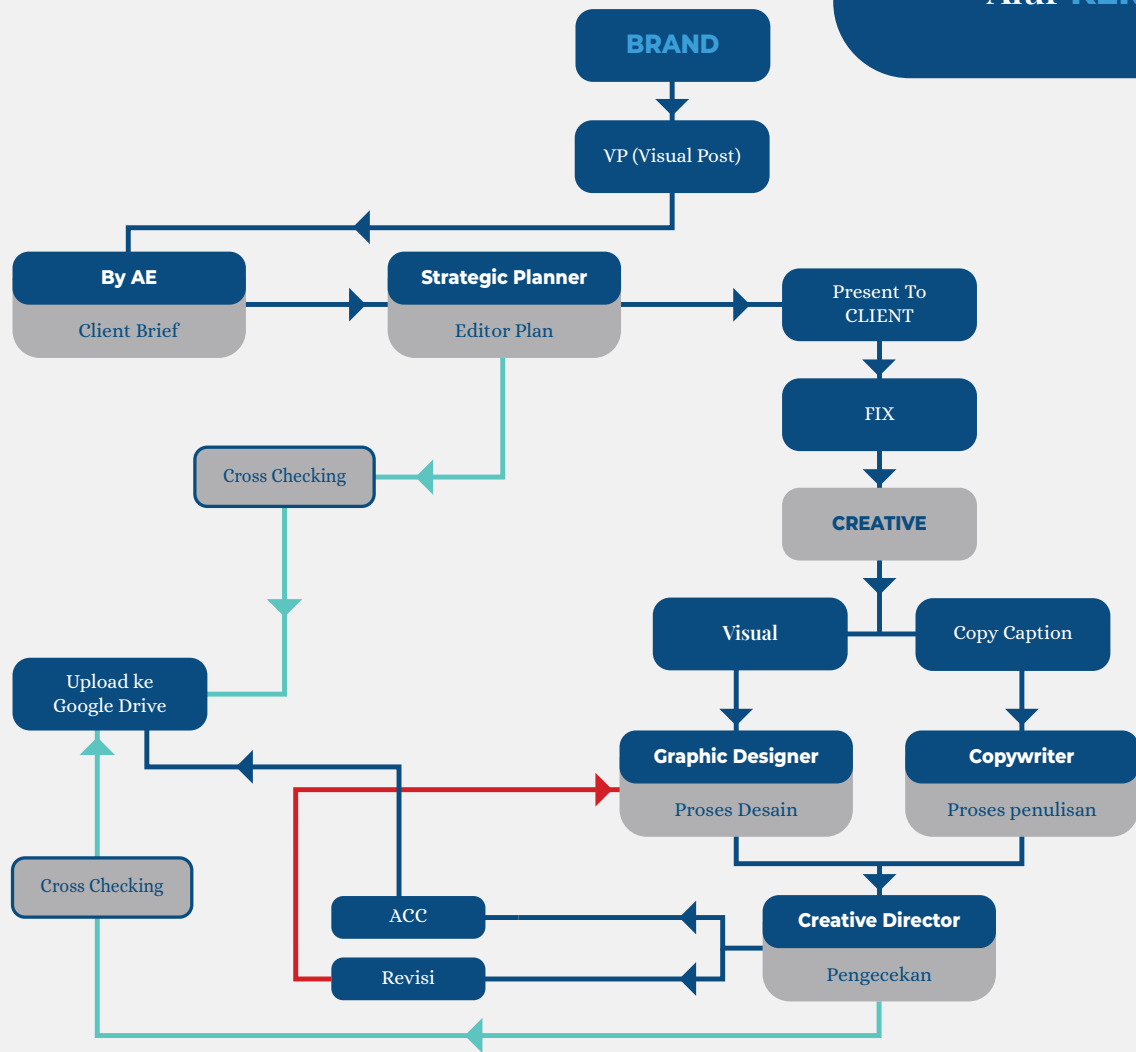 Alur
BRAND
VP (Visual Post)
By AE
Client Brief
Strategic Planner
Editor Plan
Present To
CLIENT
FIX
Cross Checking
CREATIVE
Visual
Copy Caption
Upload ke
Google Drive
Graphic Designer
Proses Desain
Copywriter
Proses penulisan
Cross Checking
ACC
Revisi
Creative Director
Pengecekan